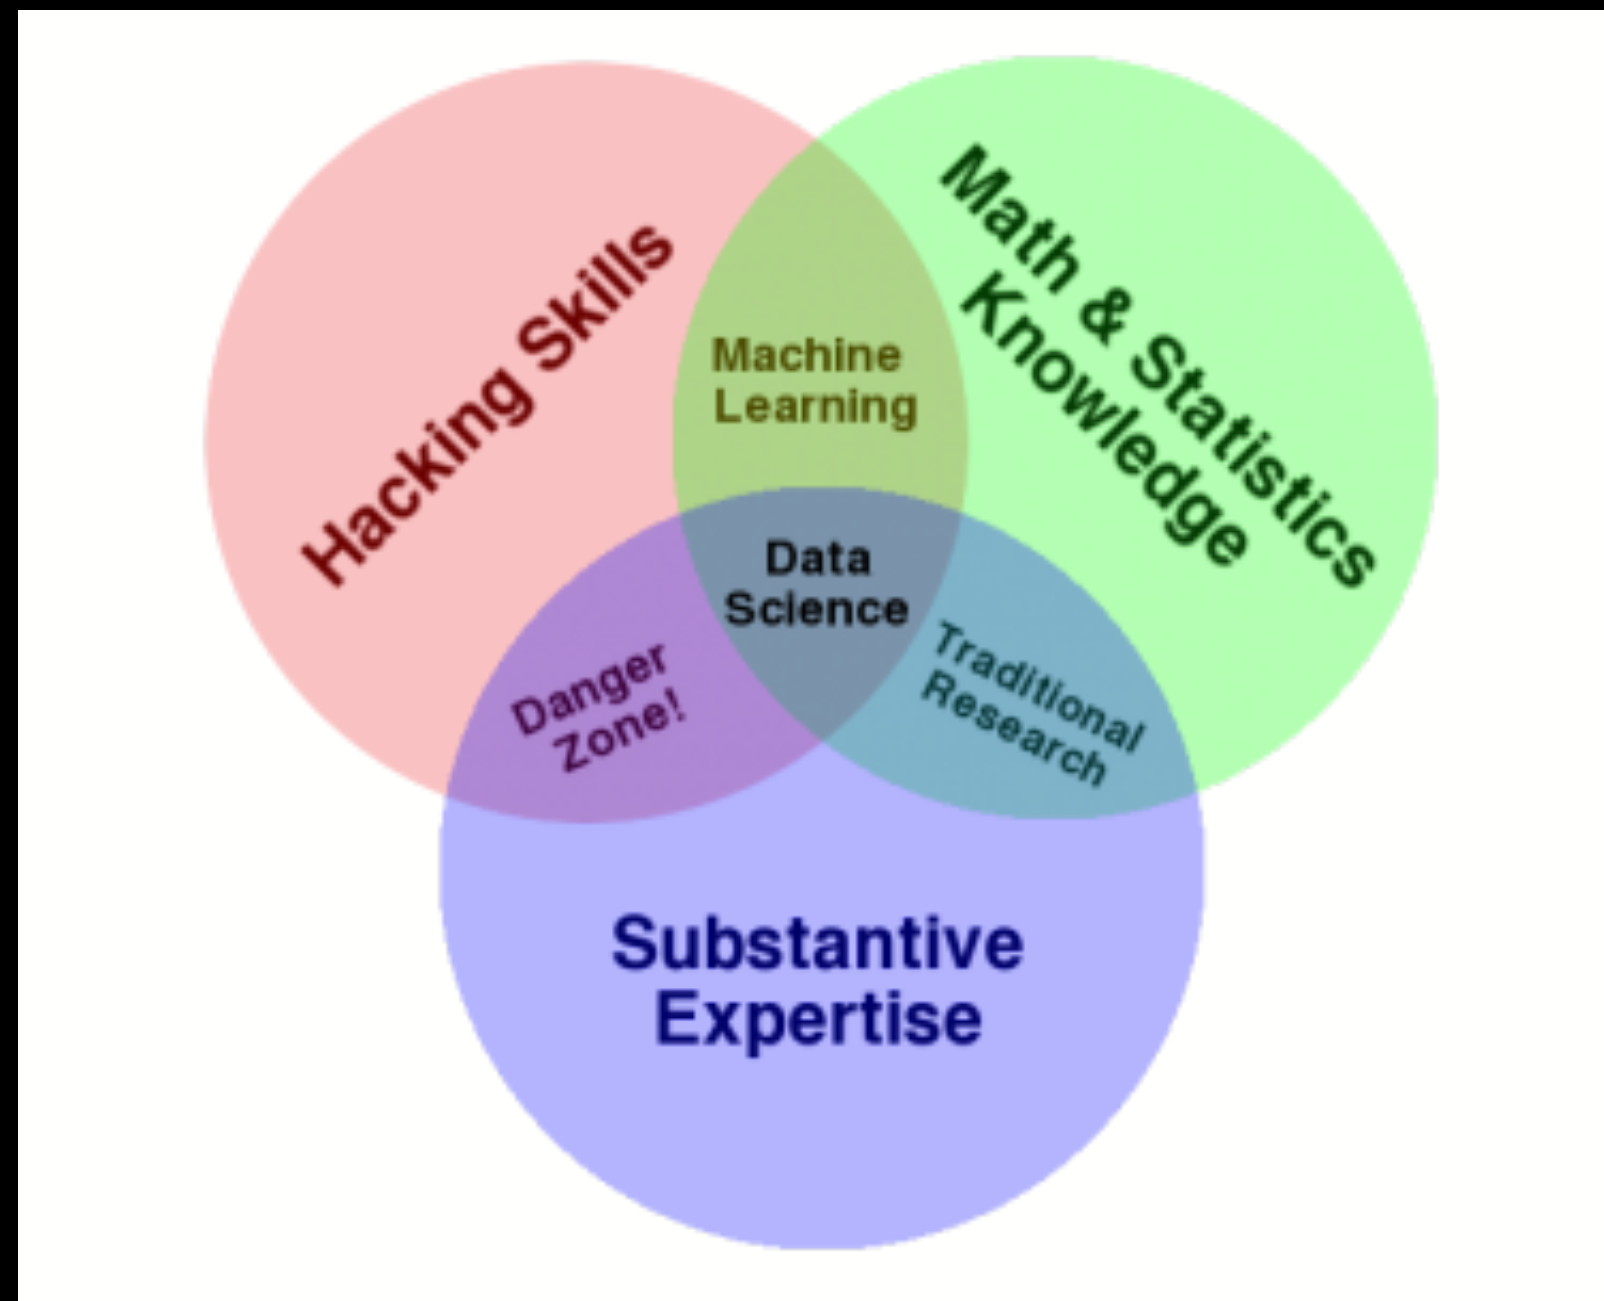 Hacking Skills
Math & Statistics
Knowledge
Machine
Learning
Data
Science
Danger
Zone!
Traditional
Research
Substantive
Expertise